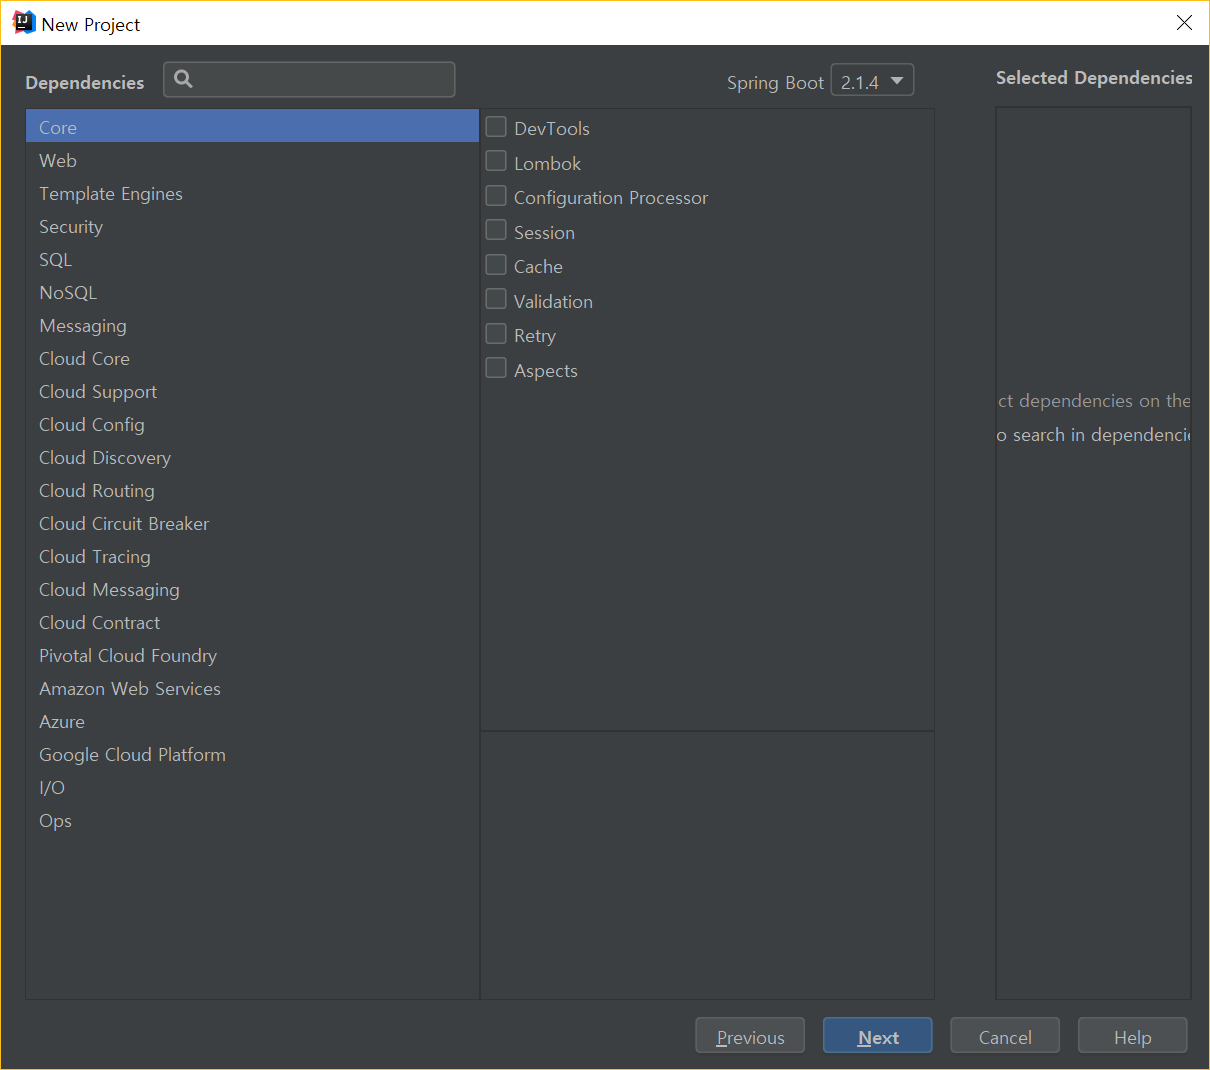 New Project
Dependencies
Spring Boot 2.1.4
Selected Dependencies
Core
Web
Template Engines
Security
SQL
NoSQL
Messaging
Cloud Core
Cloud Support
Cloud Config
Cloud Discovery
Cloud Routing
Cloud Circuit Breaker
Cloud Tracing
Cloud Messaging
Cloud Contract
Pivotal Cloud Foundry
Amazon Web Services
Azure
Google Cloud Platform
I/O
Ops
DevTools
Lombok
Configuration Processor
Session
Cache
Validation
Retry
Aspects
ct dependencies on the
o search in dependencie
Previous
Next
Cancel
Help